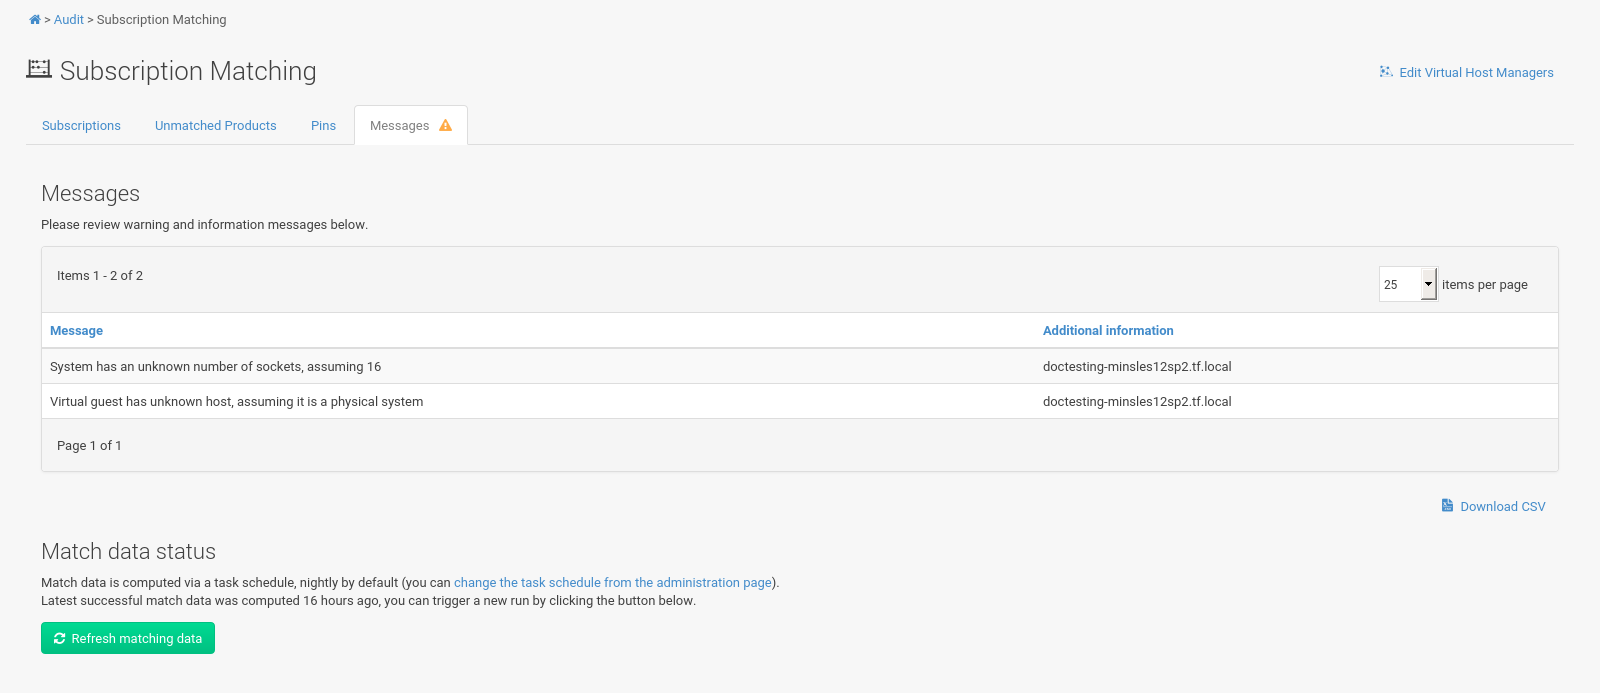 > Audit > Subscription Matching
Subscription Matching
Edit Virtual Host Managers
Subscriptions Unmatched Products Pins Messages
Messages
Please review warning and information messages below.
Items 1 - 2 of 2
25 items per page
Message Additional information
System has an unknown number of sockets, assuming 16 doctesting-minsles12sp2.tf.local
Virtual guest has unknown host, assuming it is a physical system doctesting-minsles12sp2.tf.local
Page 1 of 1
Download CSV
Match data status
Match data is computed via a task schedule, nightly by default (you can change the task schedule from the administration page).
Latest successful match data was computed 16 hours ago, you can trigger a new run by clicking the button below.
Refresh matching data